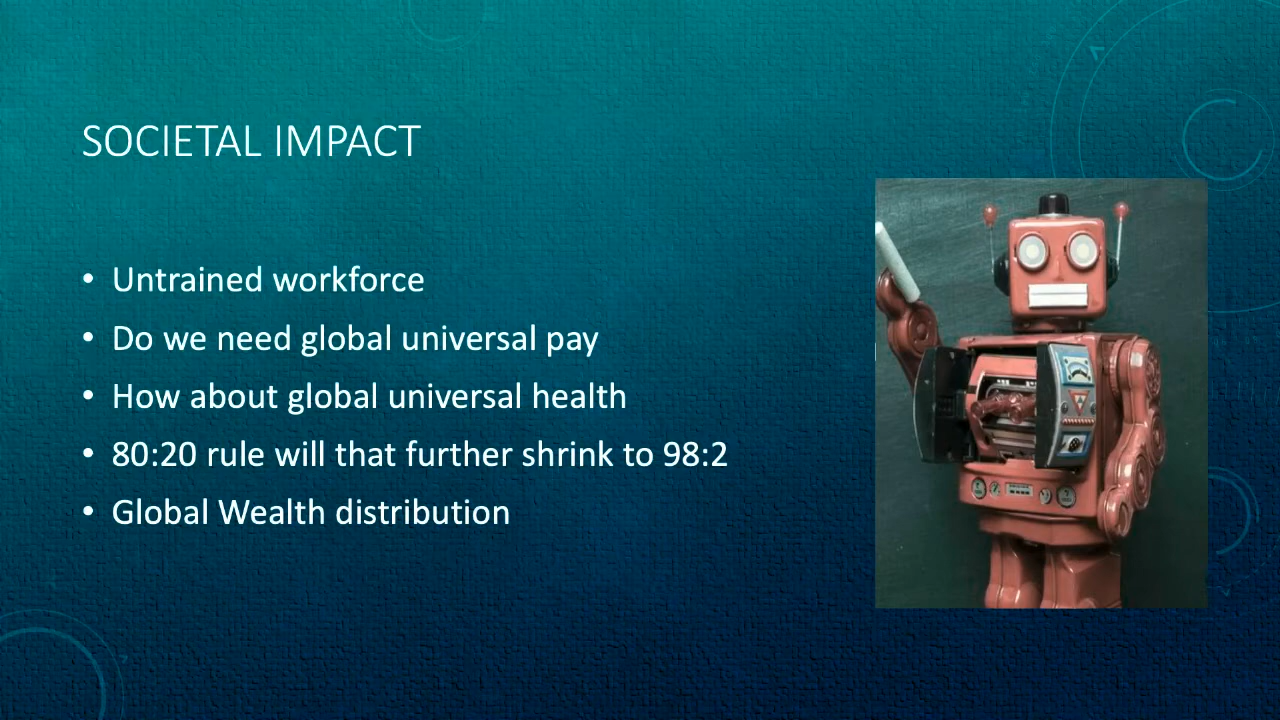 SOCIETAL IMPACT
• Untrained workforce
• Do we need global universal pay
• How about global universal health
• 80:20 rule will that further shrink to 98:2
• Global Wealth distribution